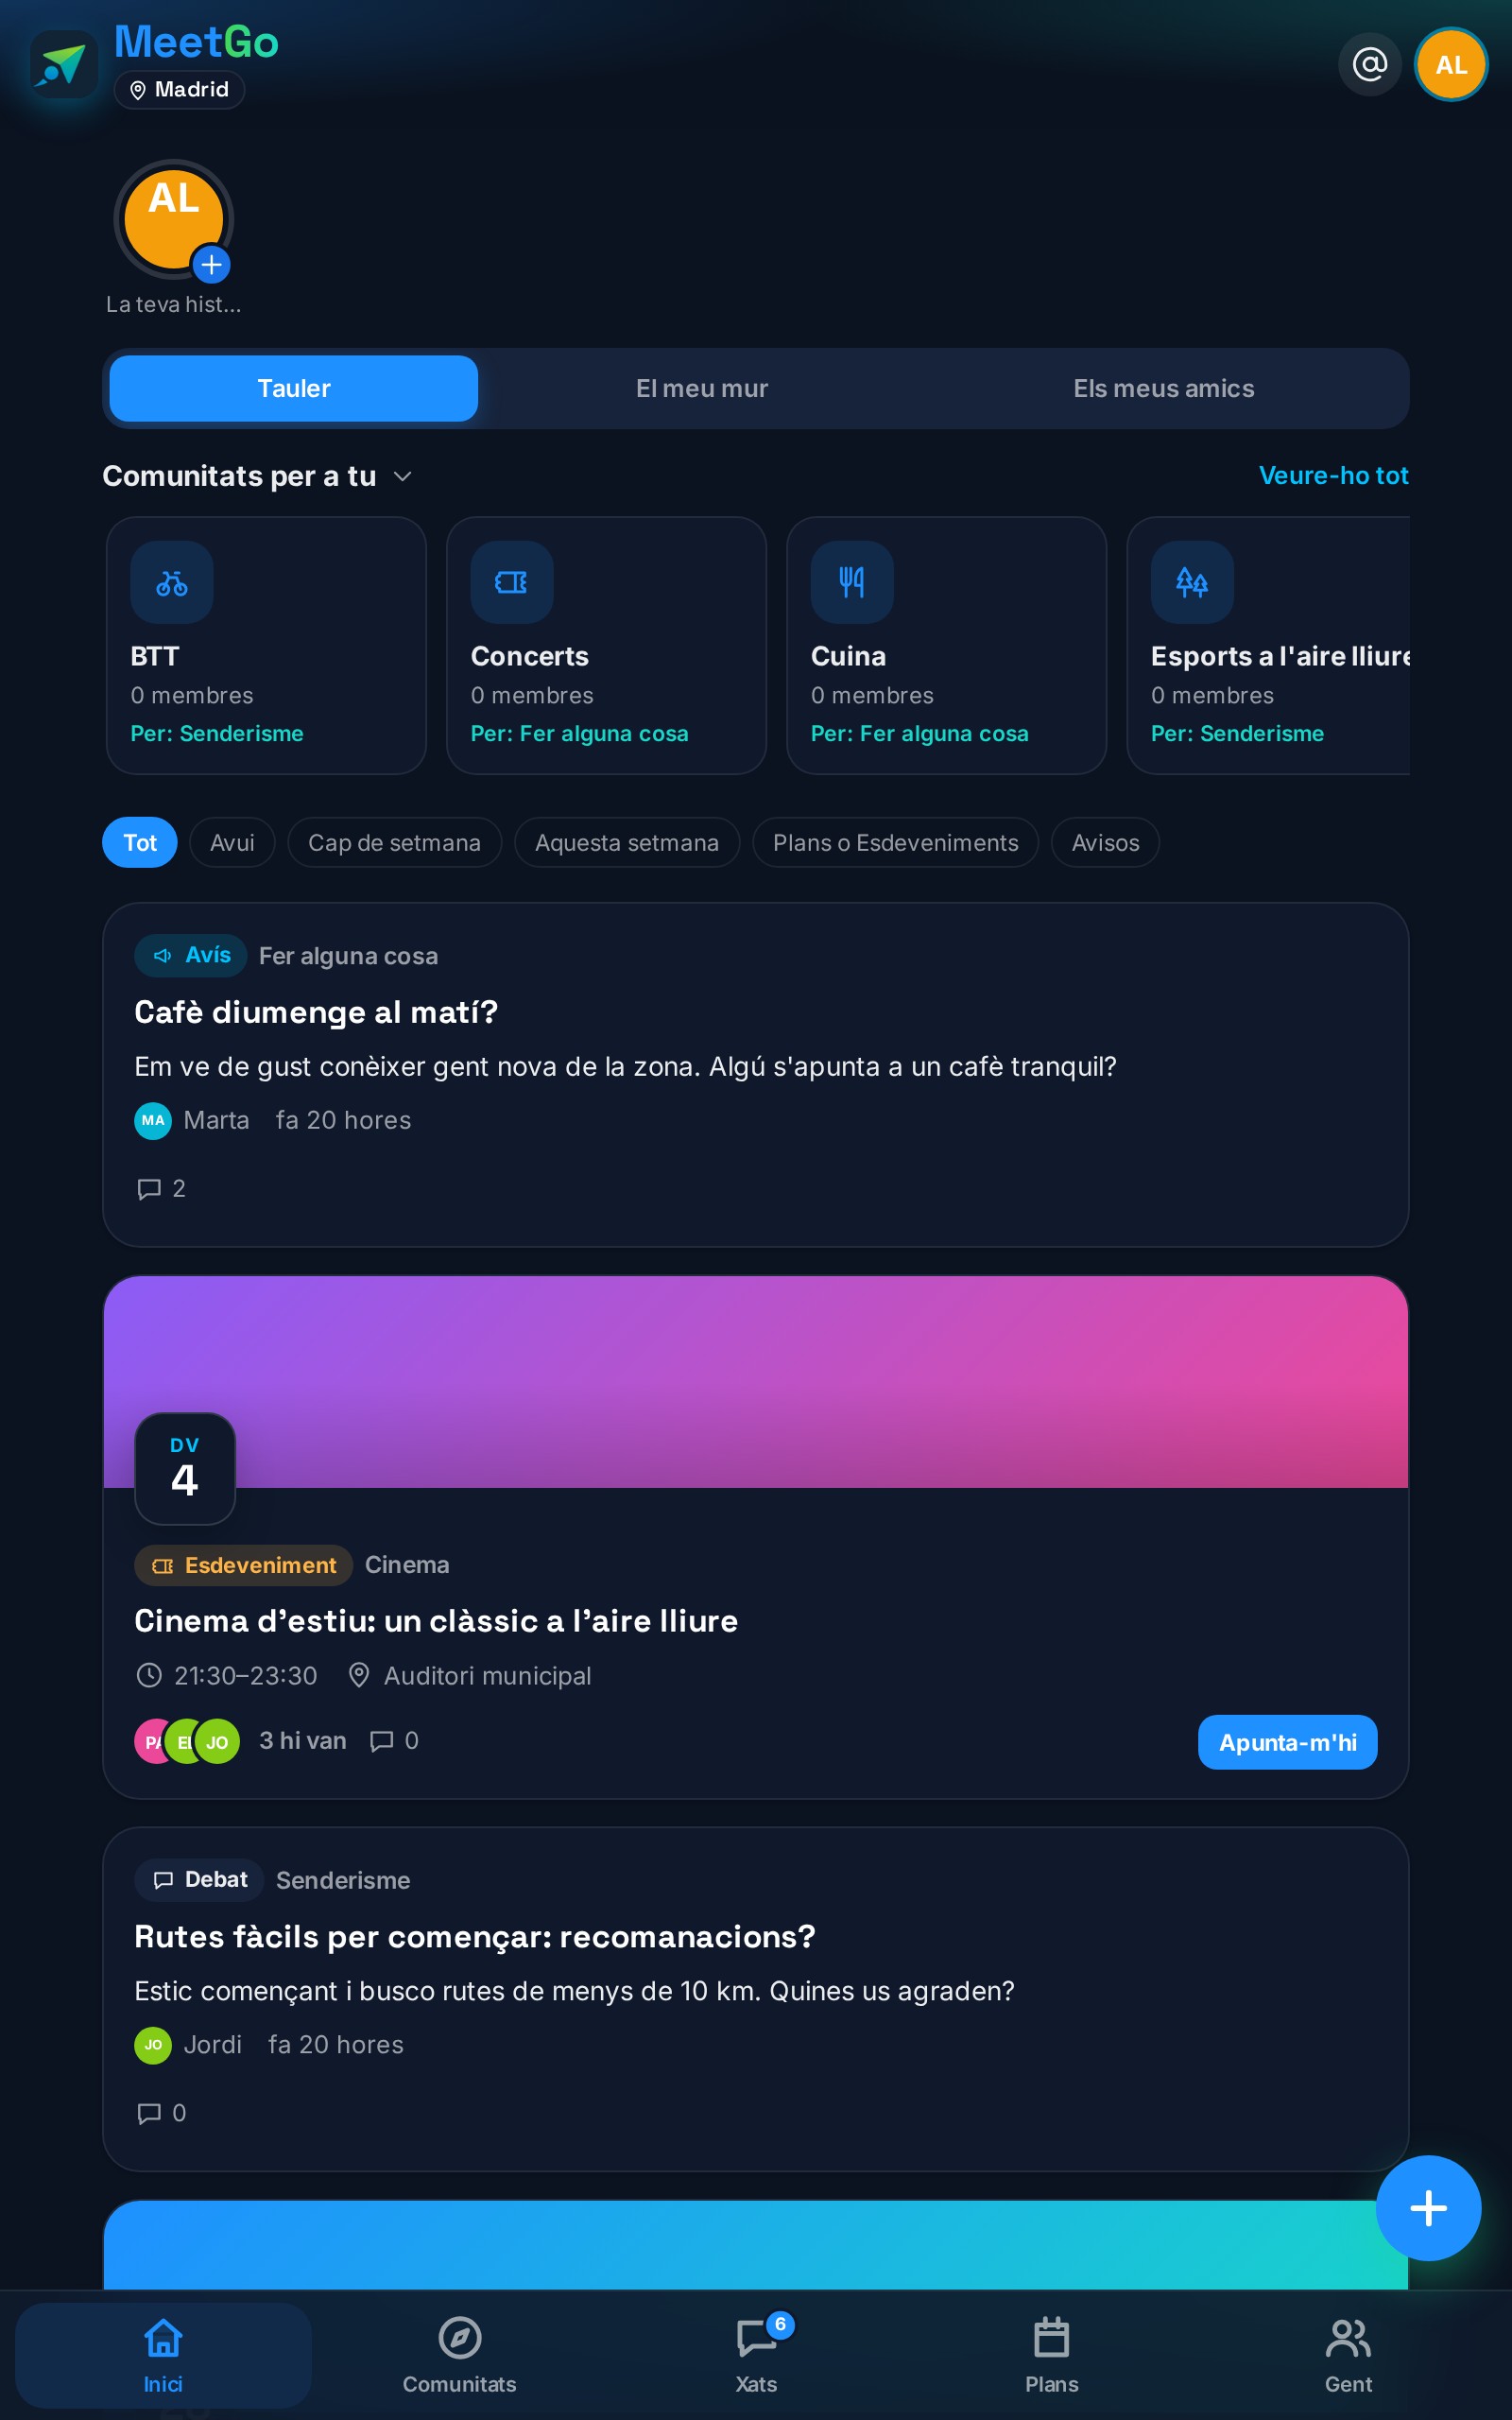 MeetGo
Madrid
AL
AL
La teva hist...
Tauler
El meu mur
Els meus amics
Comunitats per a tu
Veure-ho tot
BTT
0 membres
Per: Senderisme
Concerts
0 membres
Per: Fer alguna cosa
Cuina
0 membres
Per: Fer alguna cosa
Esports a l'aire lliure
0 membres
Per: Senderisme
Tot
Avui
Cap de setmana
Aquesta setmana
Plans o Esdeveniments
Avisos
Avís Fer alguna cosa
Cafè diumenge al matí?
Em ve de gust conèixer gent nova de la zona. Algú s'apunta a un cafè tranquil?
MA Marta fa 20 hores
2
DV
4
Esdeveniment Cinema
Cinema d’estiu: un clàssic a l’aire lliure
21:30–23:30 Auditori municipal
PA JO 3 hi van 0
Apunta-m'hi
Debat Senderisme
Rutes fàcils per començar: recomanacions?
Estic començant i busco rutes de menys de 10 km. Quines us agraden?
JO Jordi fa 20 hores
0
Inici
Comunitats
6
Xats
Plans
Gent